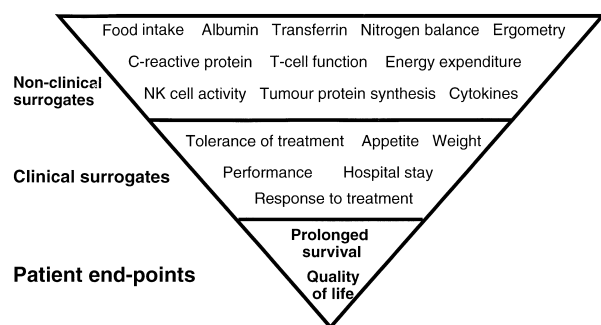 Food intake Albumin Transferrin Nitrogen balance Ergometry
C-reactive protein T-cell function Energy expenditure
Non-clinical
surrogates
NK cell activity Tumour protein synthesis Cytokines
Tolerance of treatment Appetite Weight
Clinical surrogates
Performance Hospital stay
Response to treatment
Prolonged
survival
Patient end-points
Quality
of life